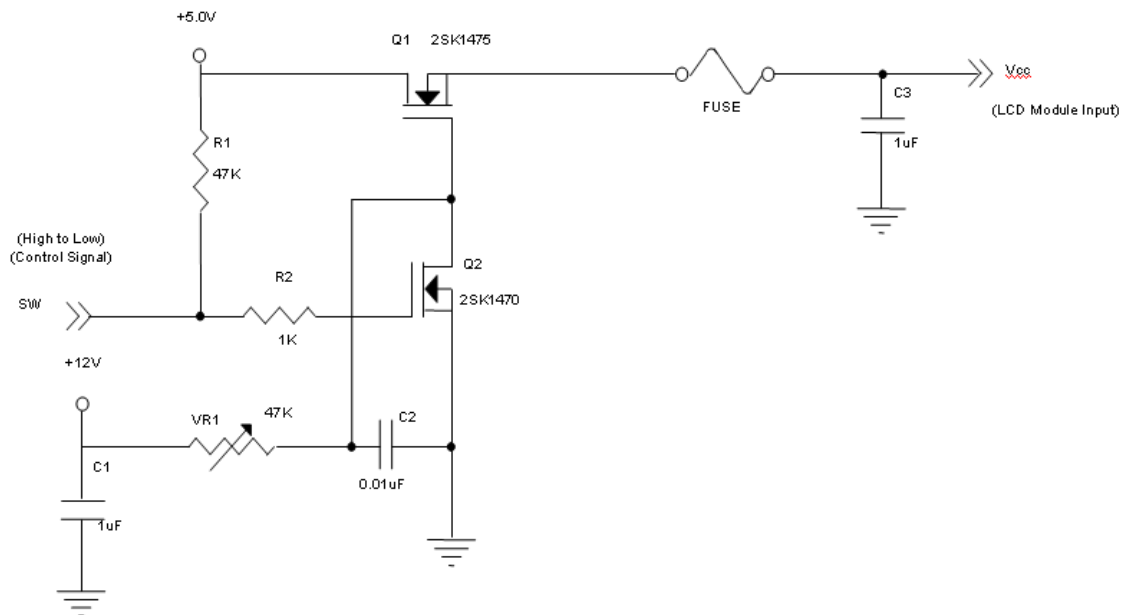 +5.0V
Q1 2SK1475
Vcc
C3
FUSE
(LCD Module Input)
R1
1uF
47K
(High to Low)
(Control Signal)
Q2
R2
SW
2SK1470
1K
+12V
47K
VR1
C2
C1
0.01uF
1uF